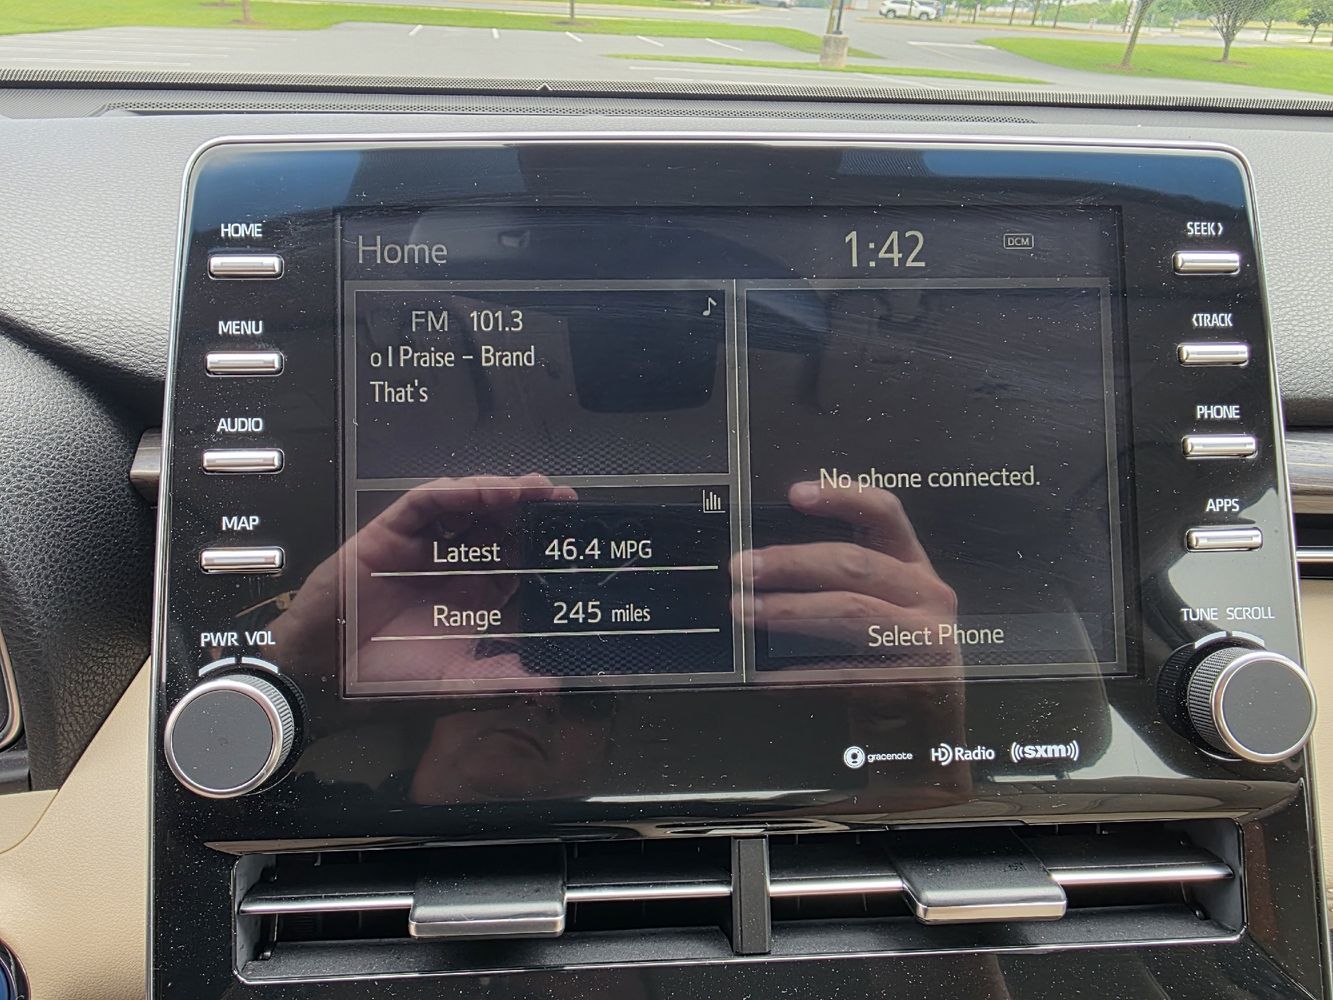 HOME
MENU
AUDIO
MAP
PWR VOL
Home
1:42
DCM
FM 101.3
o I Praise – Brand
That's
Latest 46.4 MPG
Range 245 miles
No phone connected.
Select Phone
SEEK >
< TRACK
PHONE
APPS
TUNE SCROLL
gracenote
HD Radio
((sxm))